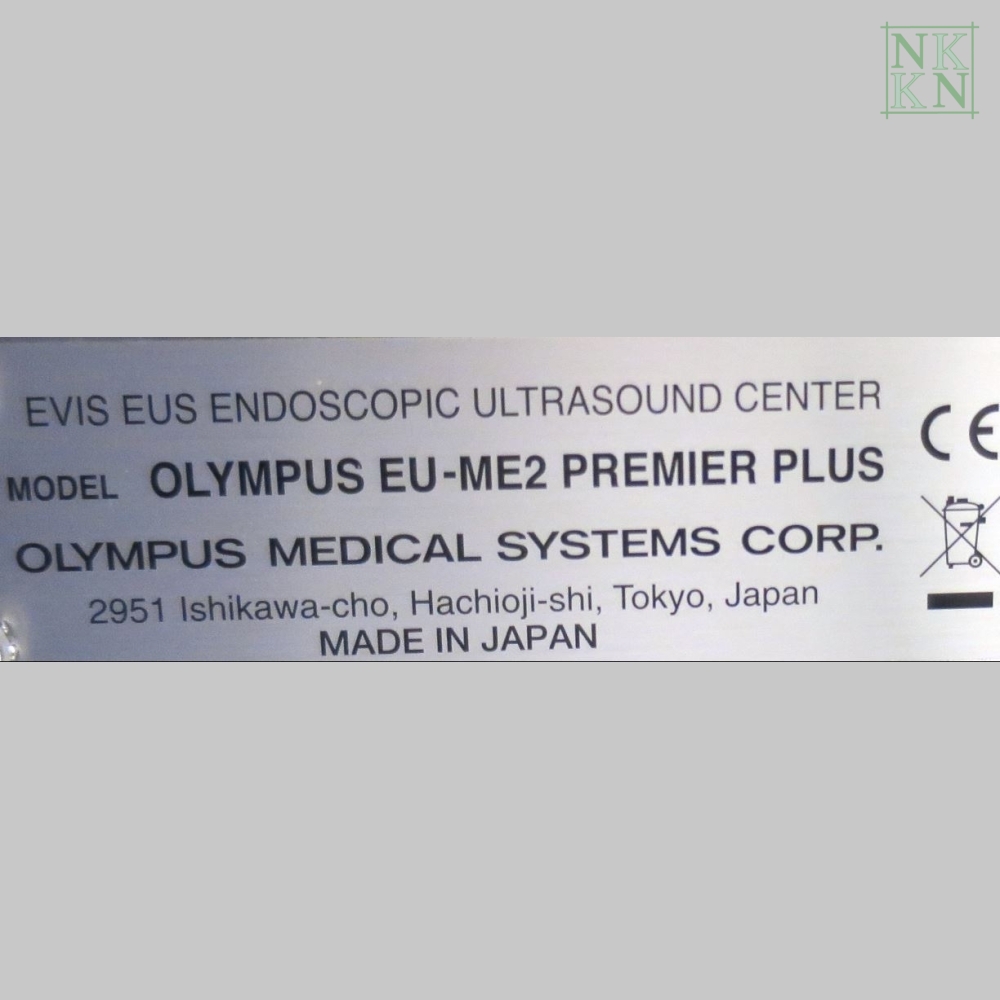 NK
KN
EVIS EUS ENDOSCOPIC ULTRASOUND CENTER
MODEL OLYMPUS EU-ME2 PREMIER PLUS
OLYMPUS MEDICAL SYSTEMS CORP.
2951 Ishikawa-cho, Hachioji-shi, Tokyo, Japan
MADE IN JAPAN
CE